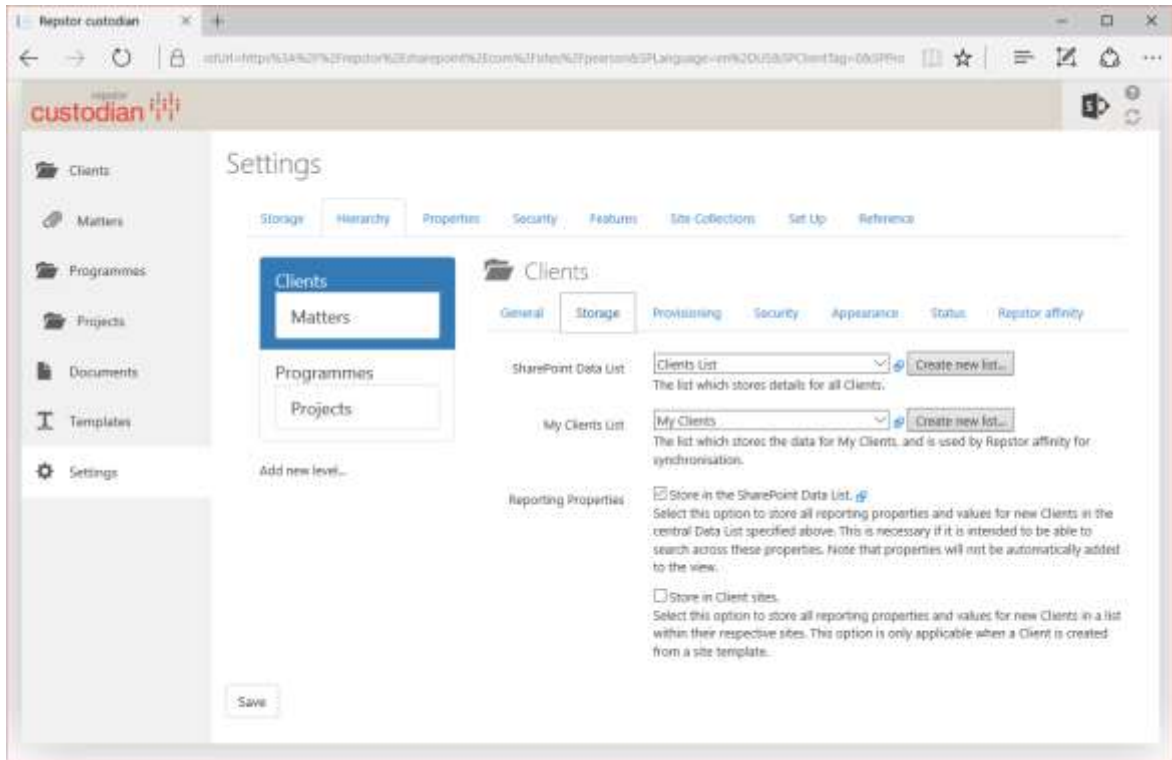 Repstor custodian
repstor
custodian
Clients
Matters
Programmes
Projects
Documents
Templates
Settings
Settings
Storage Hierarchy Properties Security Features Site Collections Set Up Reference
Clients
Matters
Programmes
Projects
Add new level...
Clients
General Storage Provisioning Security Appearance Status Repstor affinity
SharePoint Data List Clients List Create new list...
The list which stores details for all Clients.
My Clients List My Clients Create new list...
The list which stores the data for My Clients, and is used by Repstor affinity for
synchronisation.
Reporting Properties Store in the SharePoint Data List.
Select this option to store all reporting properties and values for new Clients in the
central Data List specified above. This is necessary if it is intended to be able to
search across these properties. Note that properties will not be automatically added
to the view.
Store in Client sites.
Select this option to store all reporting properties and values for new Clients in a list
within their respective sites. This option is only applicable when a Client is created
from a site template.
Save